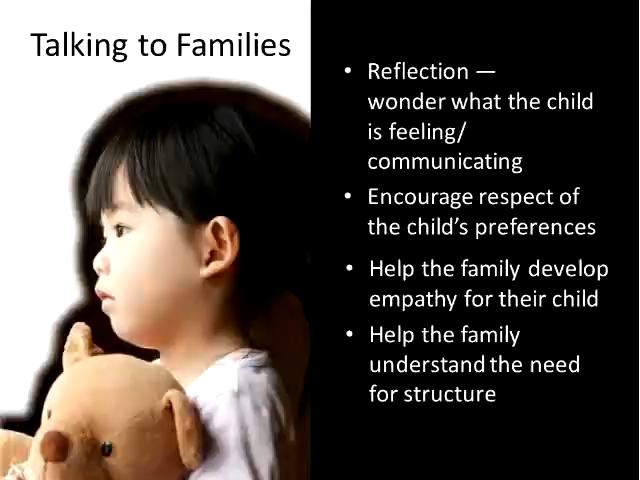 Talking to Families
• Reflection —
wonder what the child
is feeling/
communicating
• Encourage respect of
the child’s preferences
• Help the family develop
empathy for their child
• Help the family
understand the need
for structure